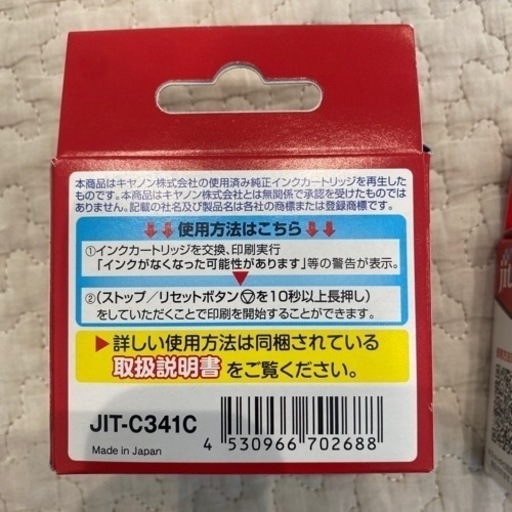 本商品はキヤノン株式会社の使用済み純正インクカートリッジを再生した
ものです。本商品はキヤノン株式会社とは無関係で承認を受けたものでは
ありません。記載の社名及び製品名は各社の商標または登録商標です。
使用方法はこちら
①インクカートリッジを交換、印刷実行
「インクがなくなった可能性があります」等の警告が表示。
②(ストップ/リセットボタン を10秒以上長押し)
をしていただくことで印刷を開始することができます。
▶詳しい使用方法は同梱されている
取扱説明書をご覧ください。
JIT-C341C
4 530966 702688
Made in Japan